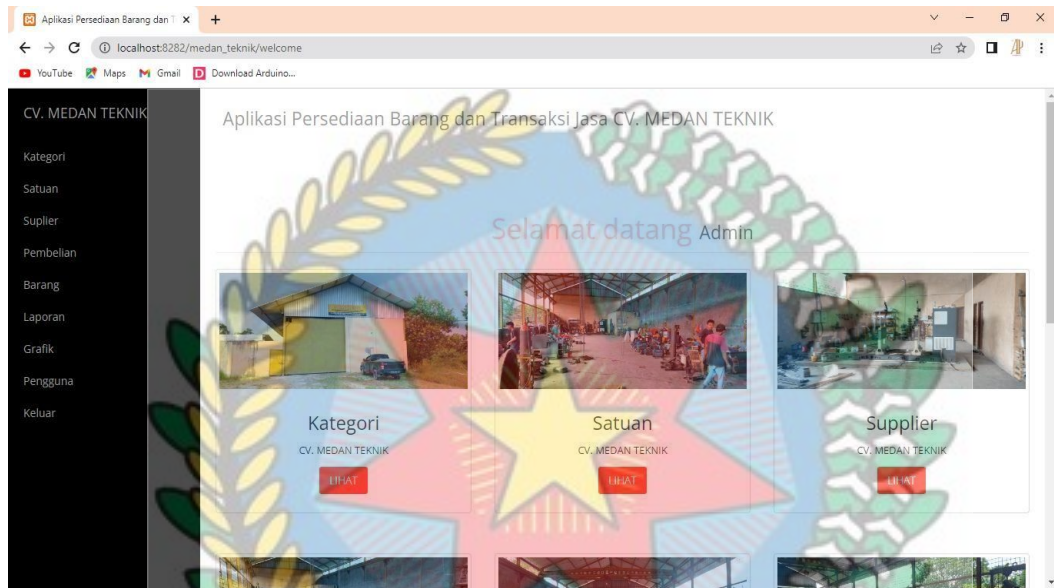 Aplikasi Persediaan Barang dan T
localhost:8282/medan_teknik/welcome
YouTube Maps Gmail Download Arduino...
CV. MEDAN TEKNIK
Kategori
Satuan
Suplier
Pembelian
Barang
Laporan
Grafik
Pengguna
Keluar
Aplikasi Persediaan Barang dan Transaksi Jasa CV. MEDAN TEKNIK
Selamat datang Admin
Kategori
CV. MEDAN TEKNIK
LIHAT
Satuan
CV. MEDAN TEKNIK
LIHAT
Supplier
CV. MEDAN TEKNIK
LIHAT